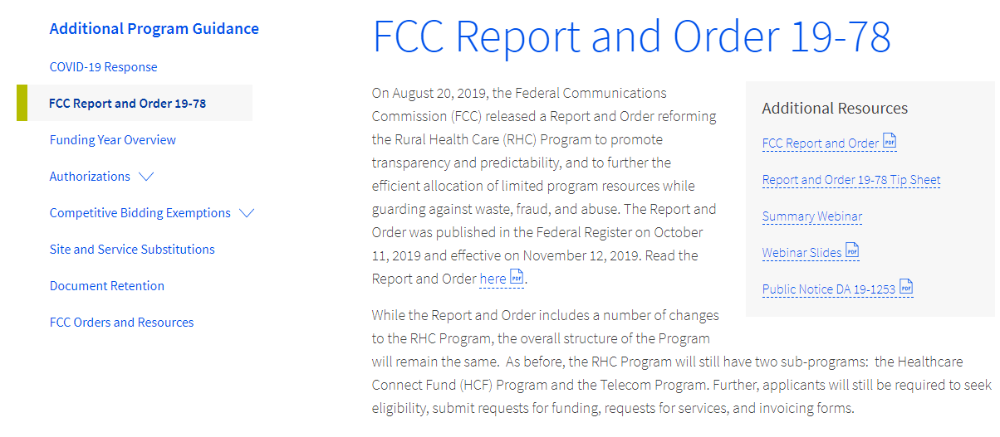 Additional Program Guidance
COVID-19 Response
FCC Report and Order 19-78
Funding Year Overview
Authorizations
Competitive Bidding Exemptions
Site and Service Substitutions
Document Retention
FCC Orders and Resources
FCC Report and Order 19-78
On August 20, 2019, the Federal Communications
Commission (FCC) released a Report and Order reforming
the Rural Health Care (RHC) Program to promote
transparency and predictability, and to further the
efficient allocation of limited program resources while
guarding against waste, fraud, and abuse. The Report and
Order was published in the Federal Register on October
11, 2019 and effective on November 12, 2019. Read the
Report and Order here PDF.
While the Report and Order includes a number of changes
to the RHC Program, the overall structure of the Program
will remain the same.  As before, the RHC Program will still have two sub-programs:  the Healthcare
Connect Fund (HCF) Program and the Telecom Program. Further, applicants will still be required to seek
eligibility, submit requests for funding, requests for services, and invoicing forms.
Additional Resources
FCC Report and Order PDF
Report and Order 19-78 Tip Sheet
Summary Webinar
Webinar Slides PDF
Public Notice DA 19-1253 PDF